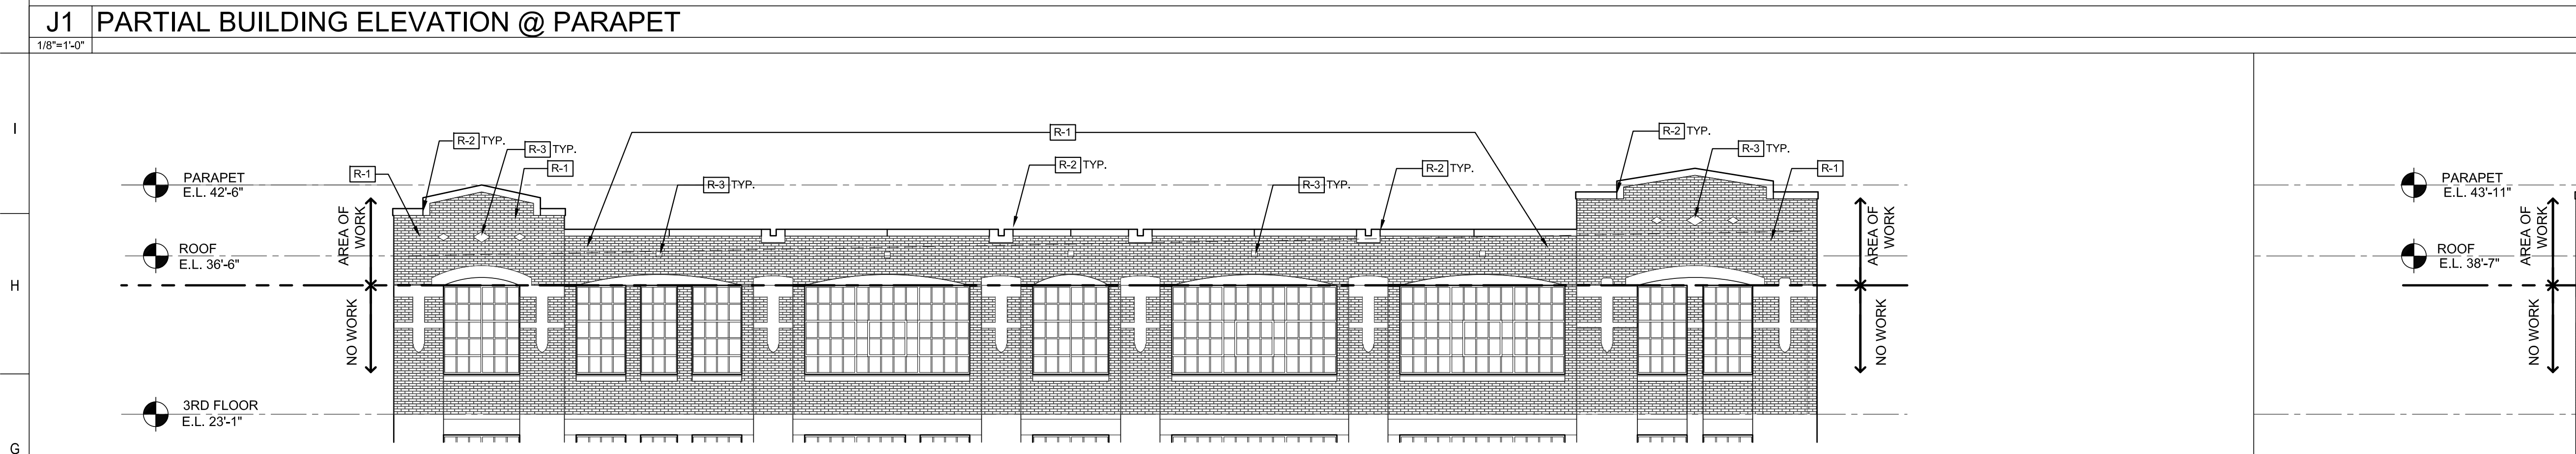 J1 PARTIAL BUILDING ELEVATION @ PARAPET
1/8"=1'-0"
I
H
G
PARAPET
E.L. 42'-6"
ROOF
E.L. 36'-6"
3RD FLOOR
E.L. 23'-1"
AREA OF
WORK
NO WORK
R-1
R-2 TYP.
R-3 TYP.
R-1
R-3 TYP.
R-1
R-2 TYP.
R-3 TYP.
R-2 TYP.
R-2 TYP.
R-3 TYP.
R-1
AREA OF
WORK
NO WORK
PARAPET
E.L. 43'-11"
ROOF
E.L. 38'-7"
AREA OF
WORK
NO WORK